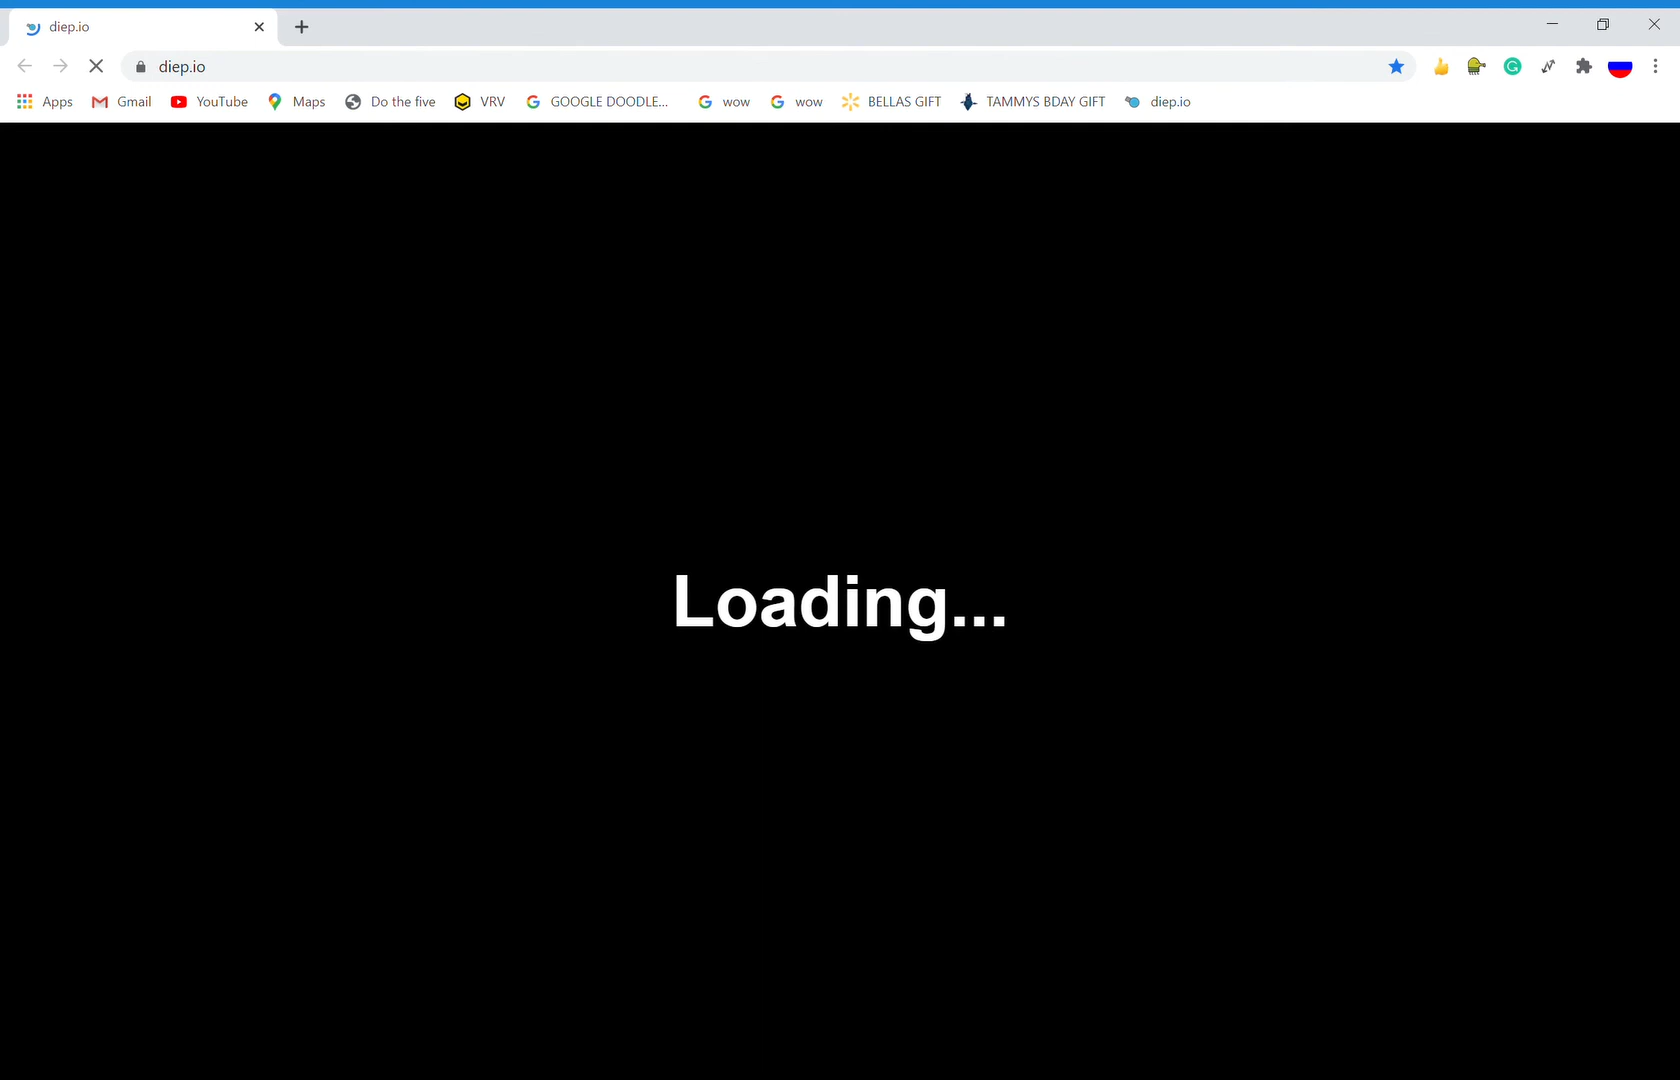 diep.io
diep.io
Apps Gmail YouTube Maps Do the five VRV GOOGLE DOODLE... wow wow BELLAS GIFT TAMMYS BDAY GIFT diep.io
Loading...